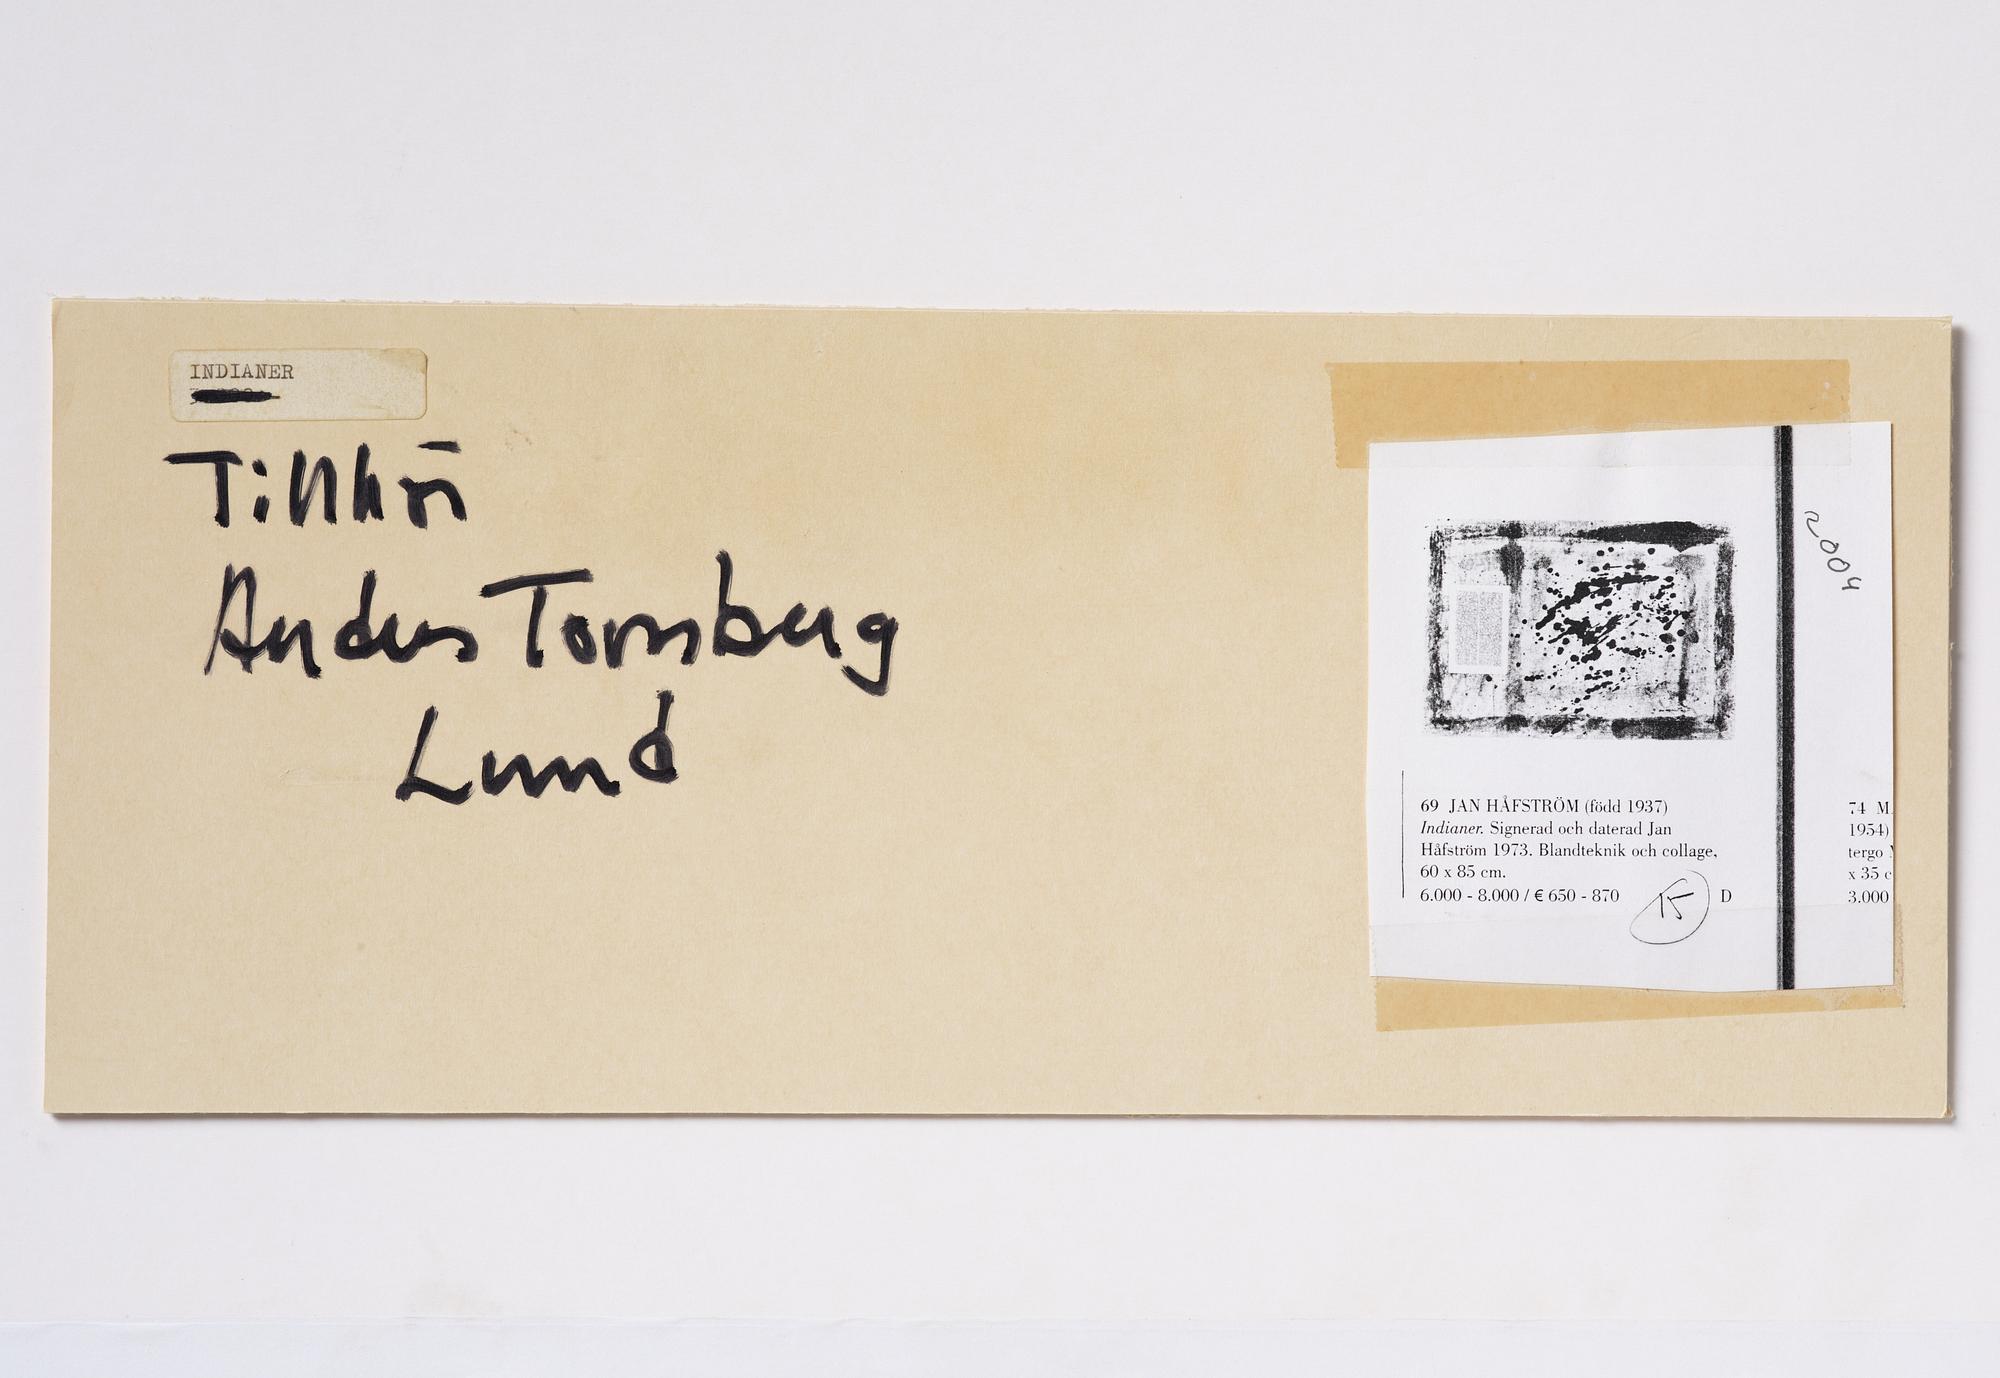 INDIANER
Tillhör
Anders Tornberg
Lund
2004
69 JAN HÅFSTRÖM (född 1937)
Indianer. Signerad och daterad Jan
Håfström 1973. Blandteknik och collage,
60 x 85 cm.
6.000 - 8.000 / € 650 - 870
15
D
74 M
1954)
tergo
x 35 c
3.000